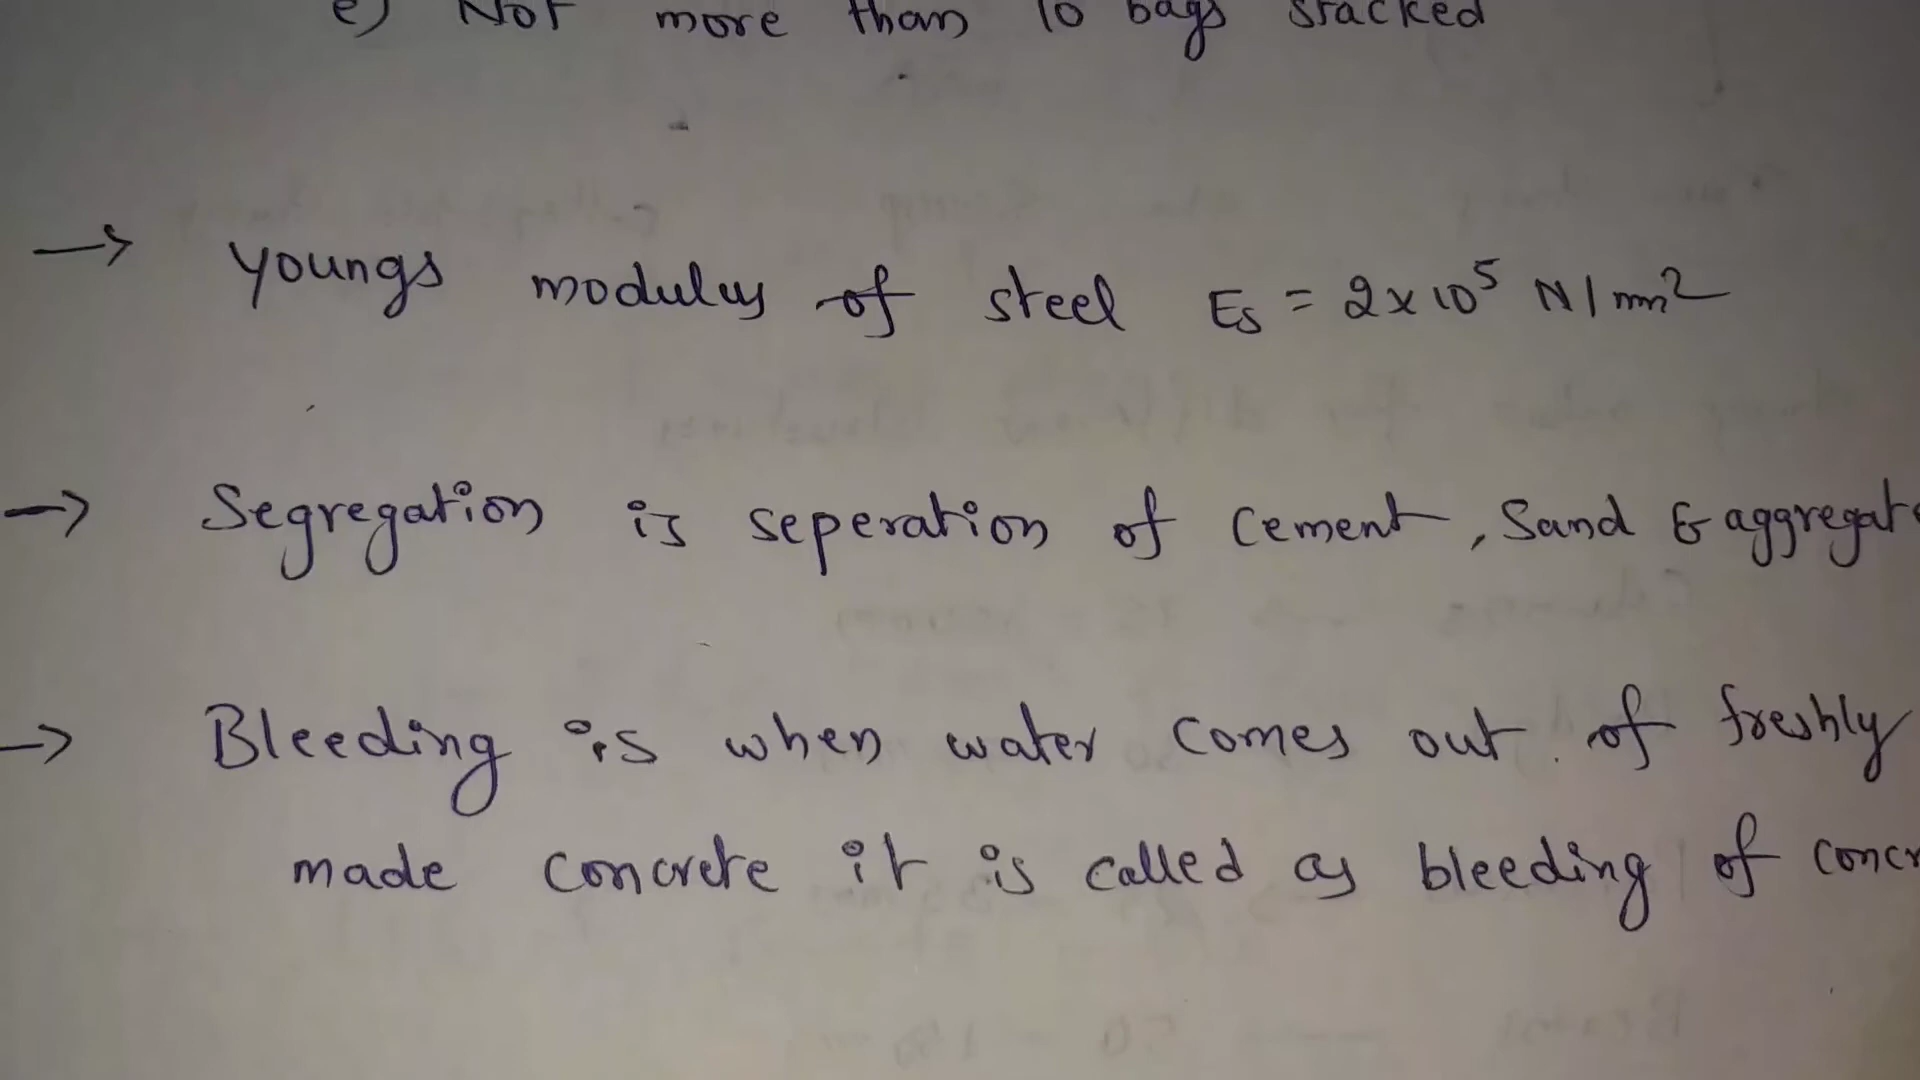 e) Not more than 10 bags stacked
→ Youngs modulus of steel Es = 2x10⁵ N/mm²
→ Segregation is seperation of cement, Sand & aggregate
→ Bleeding is when water comes out of freshly
made concrete it is called as bleeding of concr